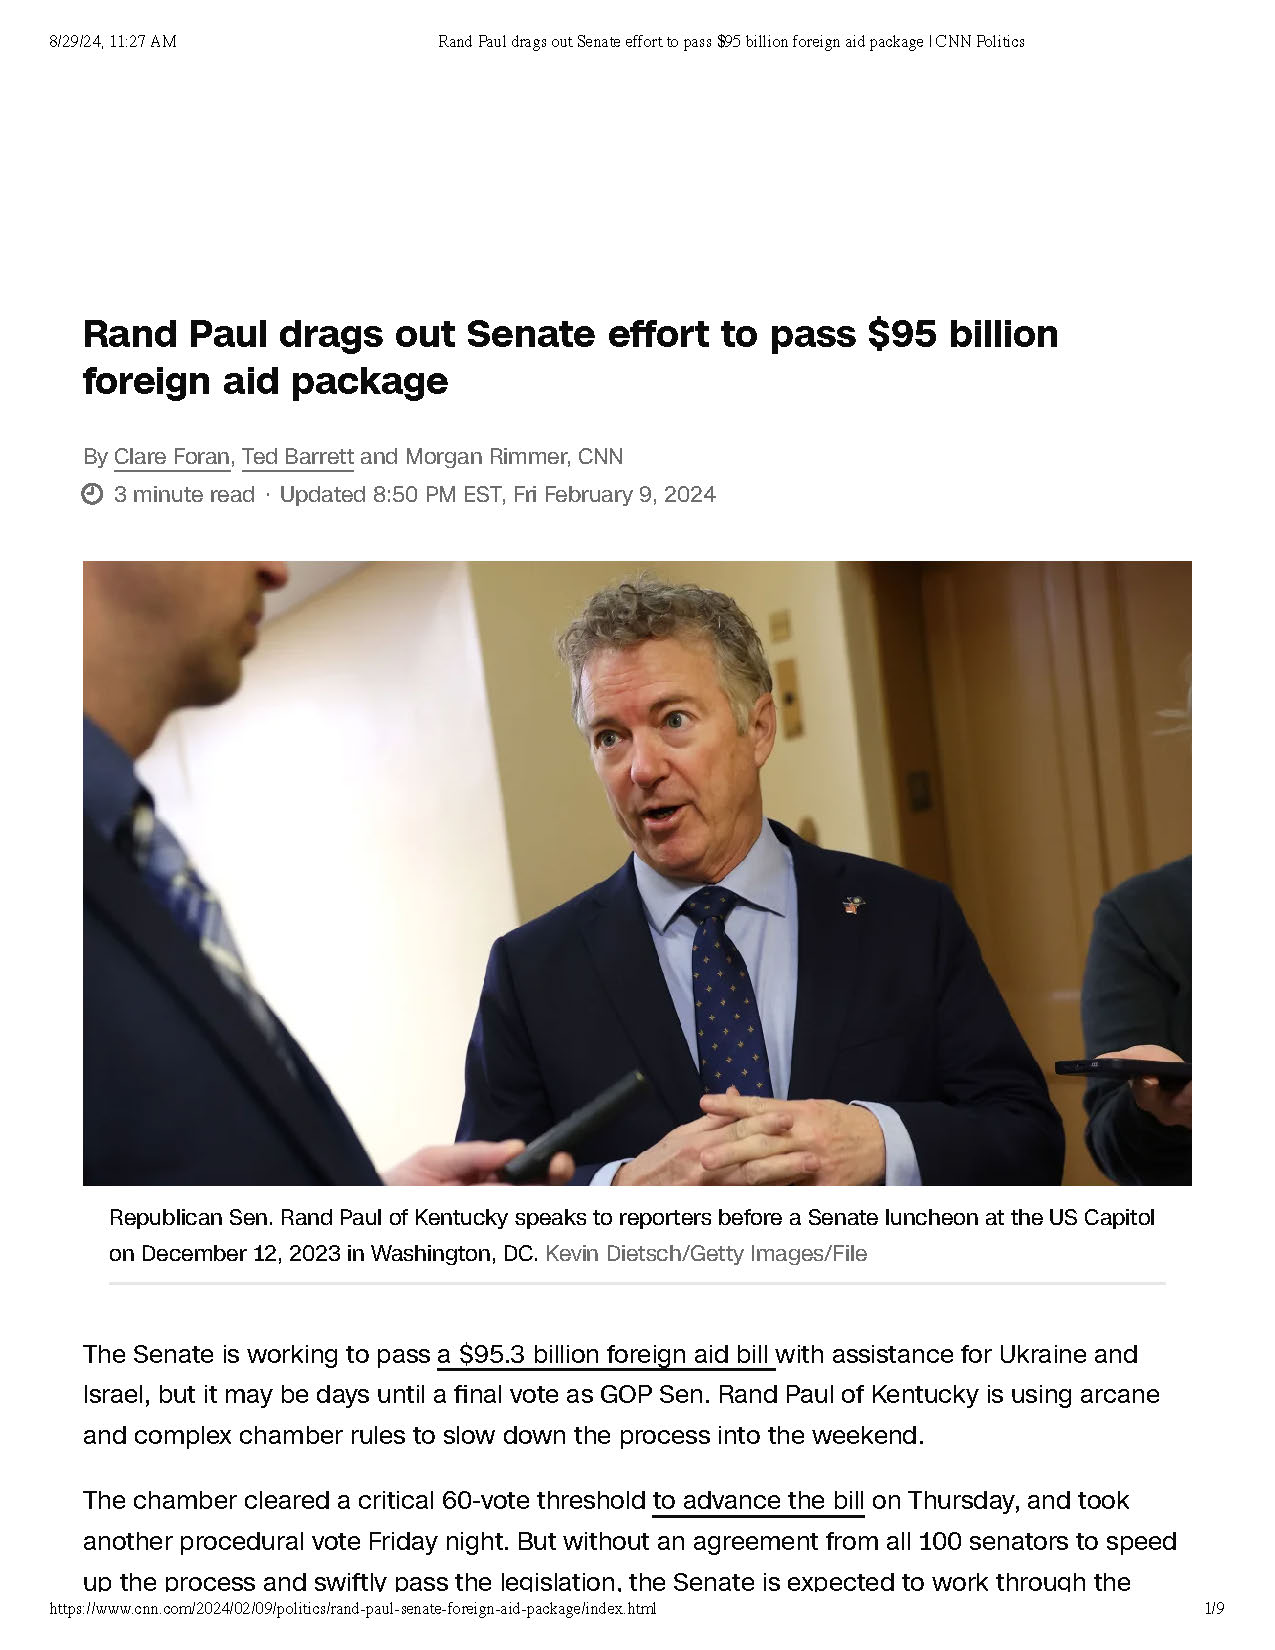 8/29/24, 11:27 AM
Rand Paul drags out Senate effort to pass $95 billion foreign aid package | CNN Politics
Rand Paul drags out Senate effort to pass $95 billion
foreign aid package
By Clare Foran, Ted Barrett and Morgan Rimmer, CNN
3 minute read · Updated 8:50 PM EST, Fri February 9, 2024
Republican Sen. Rand Paul of Kentucky speaks to reporters before a Senate luncheon at the US Capitol
on December 12, 2023 in Washington, DC. Kevin Dietsch/Getty Images/File
The Senate is working to pass a $95.3 billion foreign aid bill with assistance for Ukraine and
Israel, but it may be days until a final vote as GOP Sen. Rand Paul of Kentucky is using arcane
and complex chamber rules to slow down the process into the weekend.
The chamber cleared a critical 60-vote threshold to advance the bill on Thursday, and took
another procedural vote Friday night. But without an agreement from all 100 senators to speed
up the process and swiftly pass the legislation, the Senate is expected to work through the
https://www.cnn.com/2024/02/09/politics/rand-paul-senate-foreign-aid-package/index.html
1/9